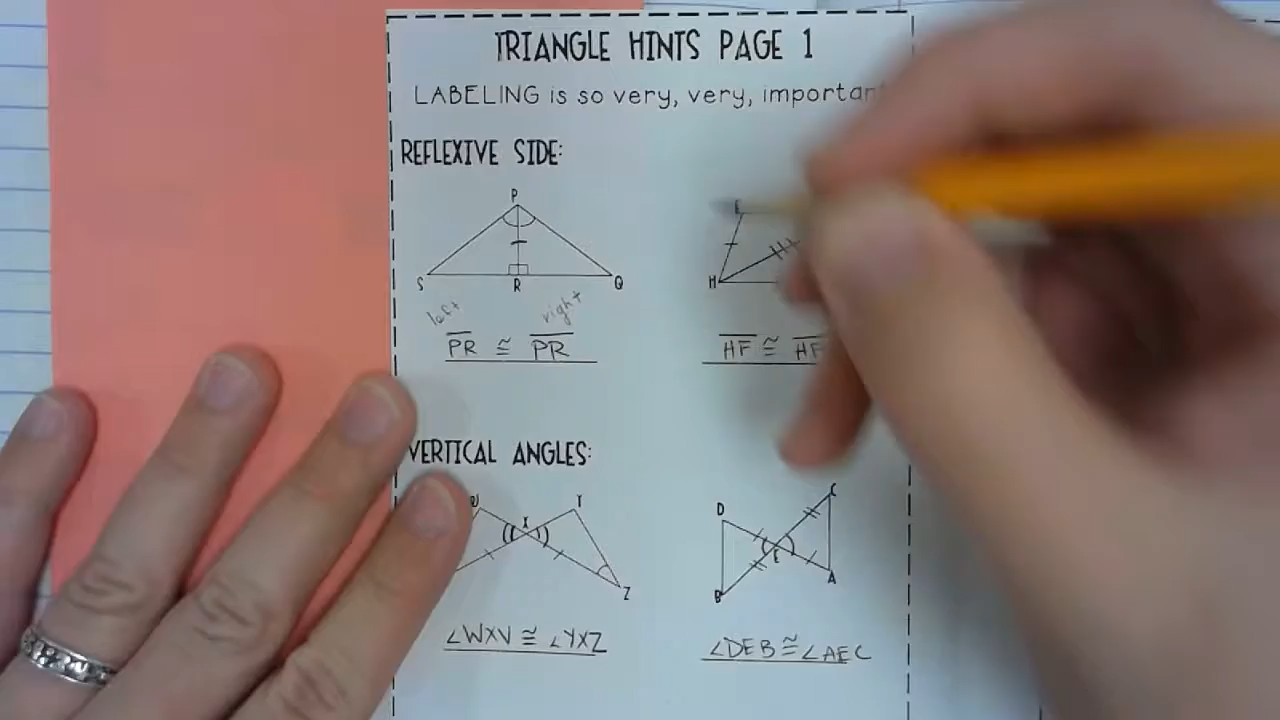 TRIANGLE HINTS PAGE 1
LABELING is so very, very, important
REFLEXIVE SIDE:
P
S R Q
H
left right
PR ≅ PR
HF ≅ HF
VERTICAL ANGLES:
X Y
Z
D C
E
B A
∠WXV ≅ ∠YXZ
∠DEB ≅ ∠AEC